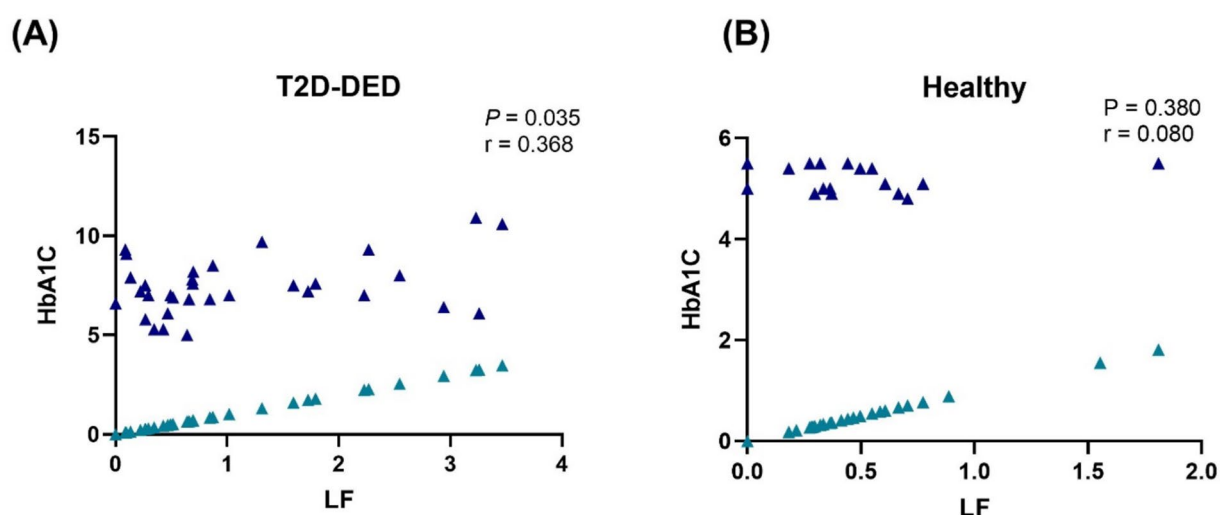 (A)
T2D-DED
P = 0.035
r = 0.368
15
10
5
0
HbA1C
0 1 2 3 4
LF
(B)
Healthy
P = 0.380
r = 0.080
6
4
2
0
HbA1C
0.0 0.5 1.0 1.5 2.0
LF